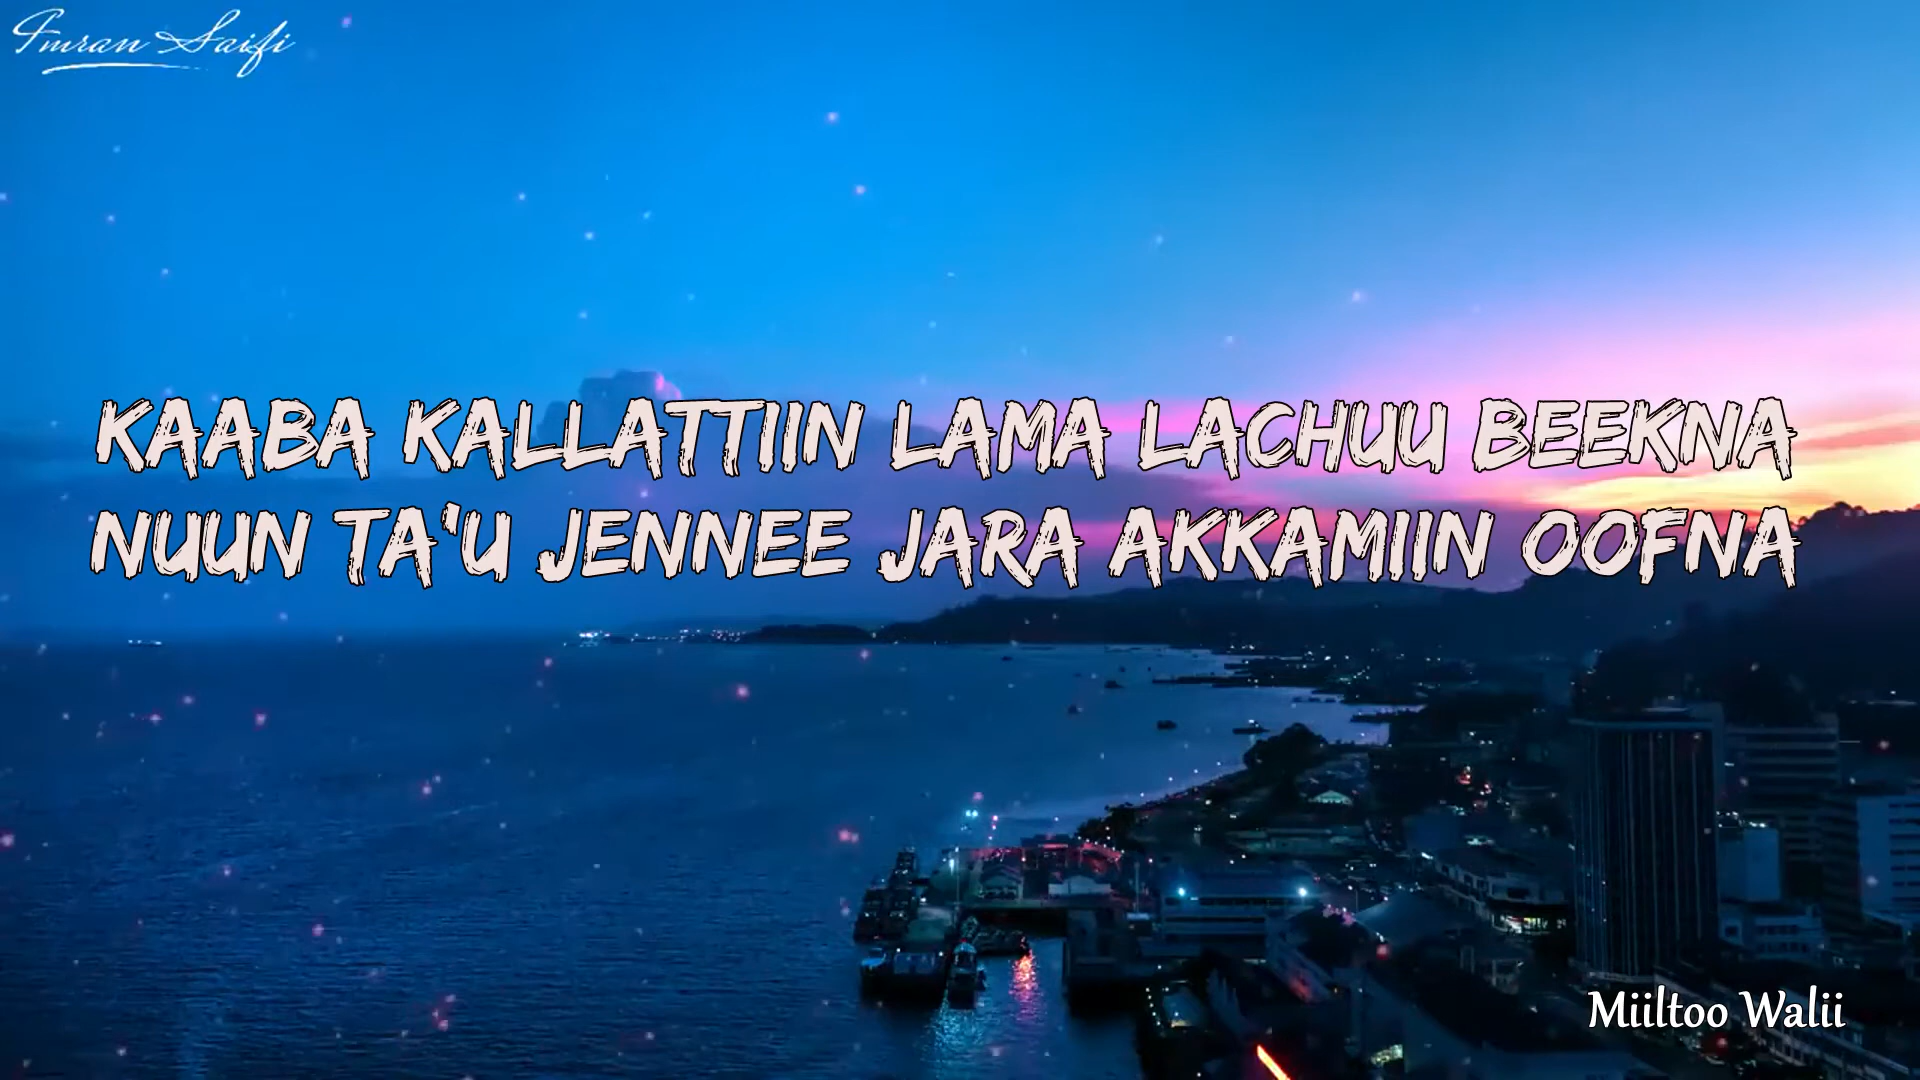 Imran Saifi
KAABA KALLATTIIN LAMA LACHUU BEEKNA
NUUN TA'U JENNEE JARA AKKAMIIN OOFNA
Miiltoo Walii